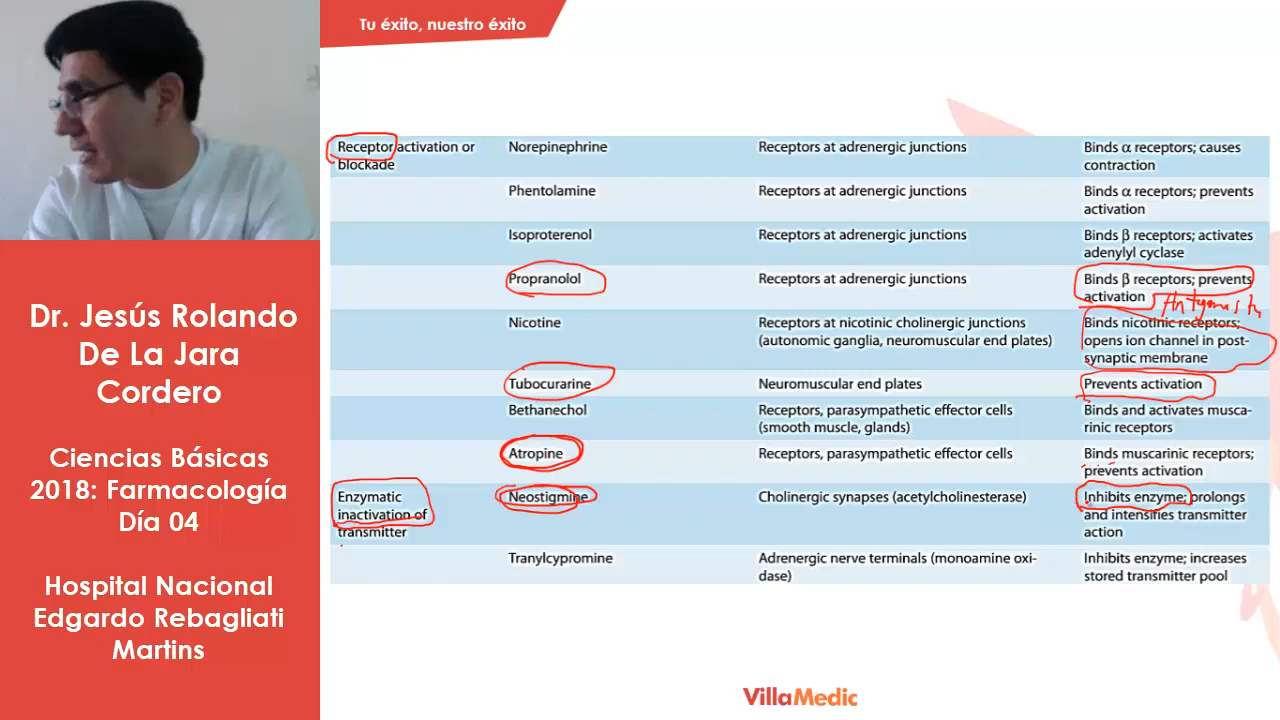 Tu éxito, nuestro éxito
Dr. Jesús Rolando
De La Jara
Cordero
Ciencias Básicas
2018: Farmacología
Día 04
Hospital Nacional
Edgardo Rebagliati
Martins
Receptor activation or blockade
Norepinephrine
Receptors at adrenergic junctions
Binds α receptors; causes
contraction
Phentolamine
Receptors at adrenergic junctions
Binds α receptors; prevents
activation
Isoproterenol
Receptors at adrenergic junctions
Binds β receptors; activates
adenylyl cyclase
Propranolol
Receptors at adrenergic junctions
Binds β receptors; prevents
activation
Nicotine
Receptors at nicotinic cholinergic junctions
(autonomic ganglia, neuromuscular end plates)
Binds nicotinic receptors;
opens ion channel in post-
synaptic membrane
Tubocurarine
Neuromuscular end plates
Prevents activation
Bethanechol
Receptors, parasympathetic effector cells
(smooth muscle, glands)
Binds and activates musca-
rinic receptors
Atropine
Receptors, parasympathetic effector cells
Binds muscarinic receptors;
prevents activation
Enzymatic
inactivation of
transmitter
Neostigmine
Cholinergic synapses (acetylcholinesterase)
Inhibits enzyme; prolongs
and intensifies transmitter
action
Tranylcypromine
Adrenergic nerve terminals (monoamine oxi-
dase)
Inhibits enzyme; increases
stored transmitter pool
VillaMedic